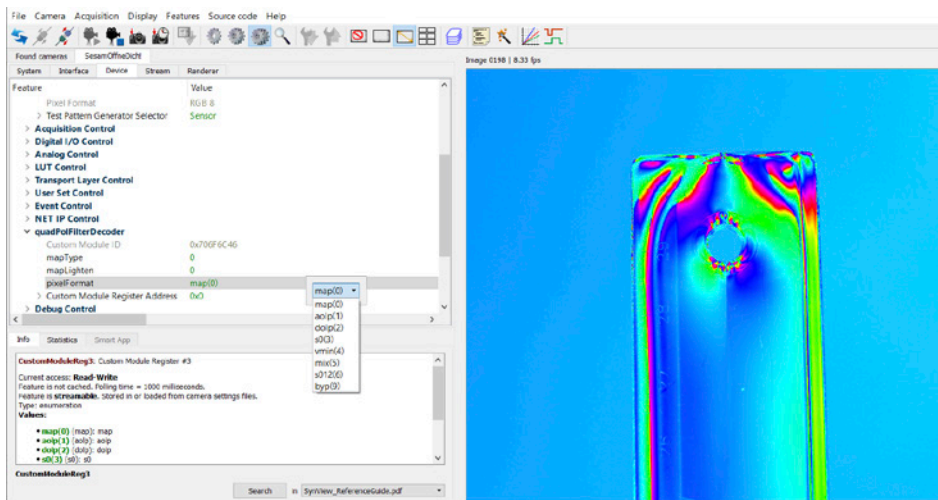 File Camera Acquisition Display Features Source code Help
Found cameras SesamOffneDicht
Image 0198 | 8.33 fps
System Interface Device Stream Renderer
Feature Value
Pixel Format RGB 8
> Test Pattern Generator Selector Sensor
> Acquisition Control
> Digital I/O Control
> Analog Control
> LUT Control
> Transport Layer Control
> User Set Control
> Event Control
> NET IP Control
quadPolFilterDecoder
Custom Module ID 0x706F6C46
mapType 0
mapLighten 0
pixelFormat map(0)
> Custom Module Register Address 0x0
> Debug Control
map(0)
map(0)
aoip(1)
dolp(2)
s0(3)
vmin(4)
mix(5)
s012(6)
byp(9)
Info Statistics Smart App
CustomModuleReg3: Custom Module Register #3
Current access: Read-Write
Feature is not cached. Polling time = 1000 milliseconds.
Feature is streamable. Stored in or loaded from camera settings files.
Type: enumeration
Values:
• map(0) (map): map
• aolp(1) (aolp): aolp
• dolp(2) (dolp): dolp
• s0(3) (s0): s0
CustomModuleReg3
Search in SynView_ReferenceGuide.pdf